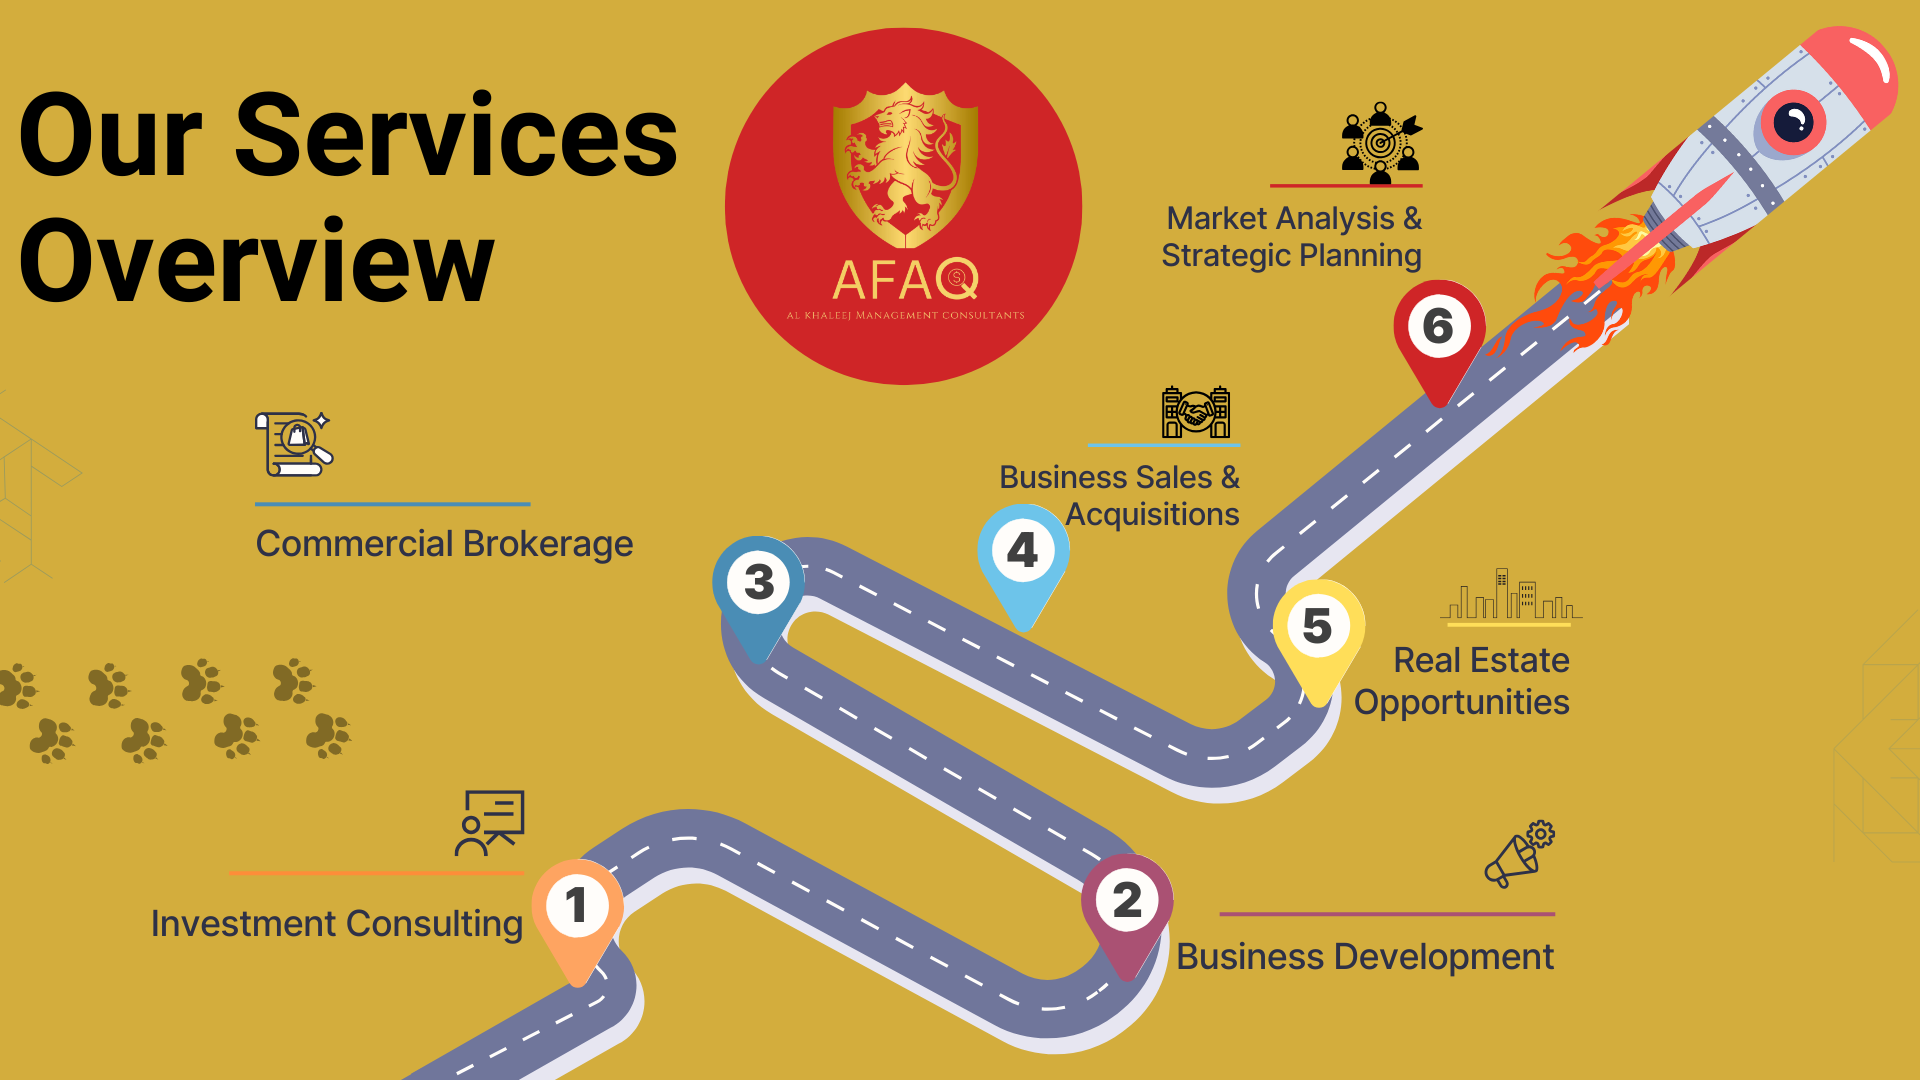 Our Services
Overview
AFAQ
AL KHALEEJ MANAGEMENT CONSULTANTS
Market Analysis &
Strategic Planning
6
Business Sales &
Acquisitions
4
Commercial Brokerage
3
5
Real Estate
Opportunities
1
Investment Consulting
2
Business Development